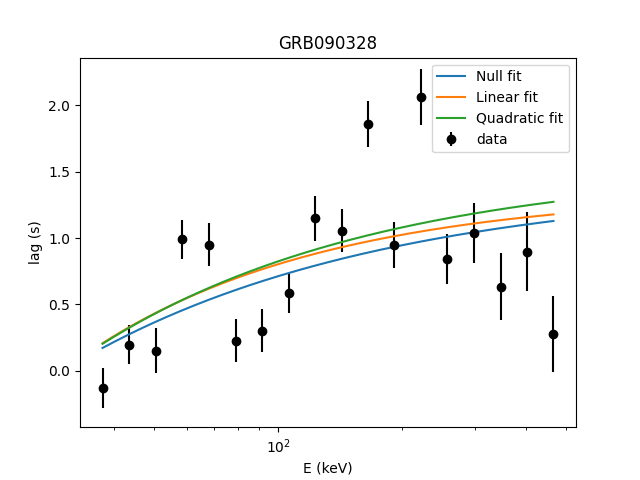 GRB090328
lag (s)
2.0
1.5
1.0
0.5
0.0
Null fit
Linear fit
Quadratic fit
data
10²
E (keV)